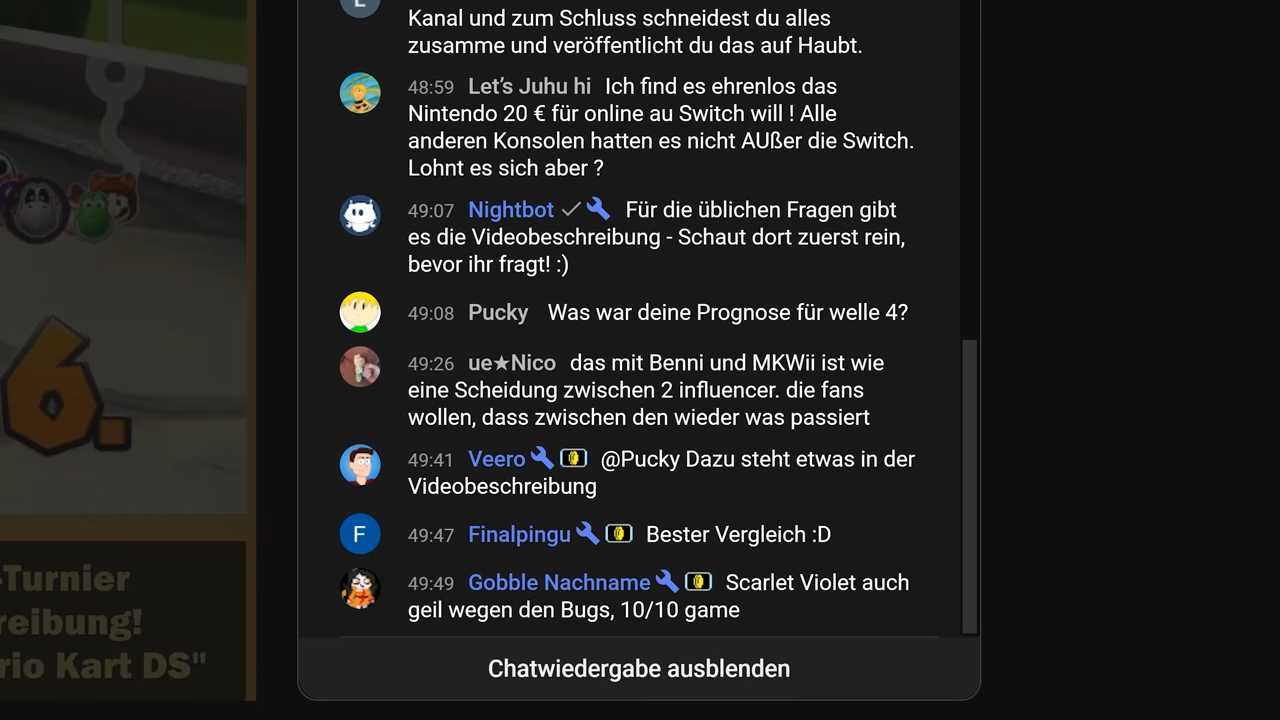 Kanal und zum Schluss schneidest du alles
zusamme und veröffentlicht du das auf Haubt.
48:59 Let's Juhu hi Ich find es ehrenlos das
Nintendo 20 € für online au Switch will ! Alle
anderen Konsolen hatten es nicht AUßer die Switch.
Lohnt es sich aber ?
49:07 Nightbot Für die üblichen Fragen gibt
es die Videobeschreibung - Schaut dort zuerst rein,
bevor ihr fragt! :)
49:08 Pucky Was war deine Prognose für welle 4?
49:26 ue★Nico das mit Benni und MKWii ist wie
eine Scheidung zwischen 2 influencer. die fans
wollen, dass zwischen den wieder was passiert
49:41 Veero @Pucky Dazu steht etwas in der
Videobeschreibung
F 49:47 Finalpingu Bester Vergleich :D
49:49 Gobble Nachname Scarlet Violet auch
geil wegen den Bugs, 10/10 game
Chatwiedergabe ausblenden
6.
-Turnier
reibung!
rio Kart DS"